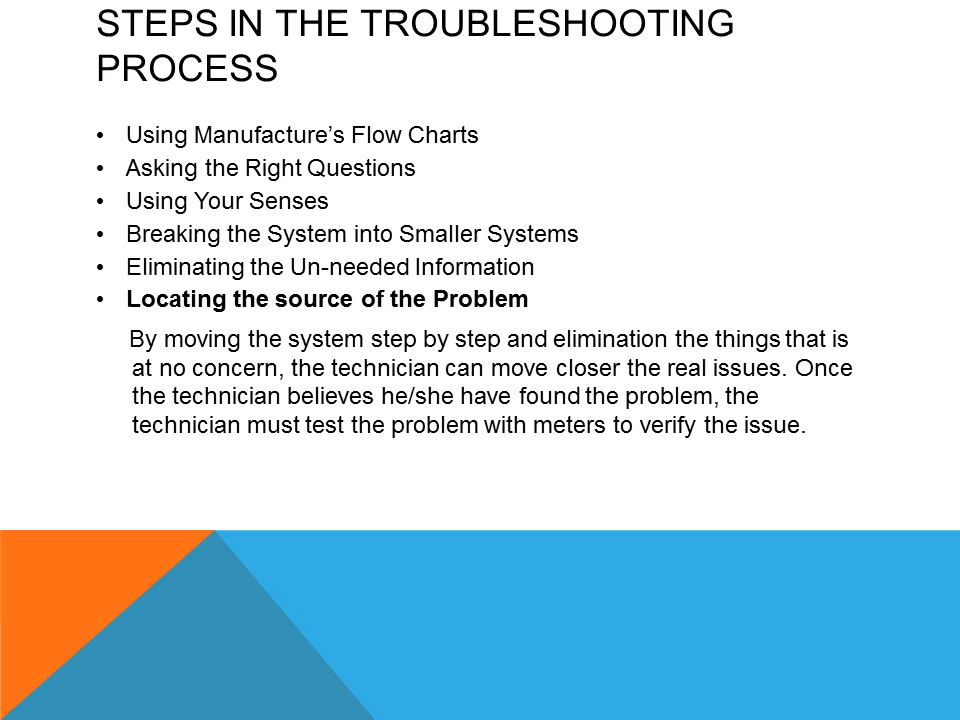 STEPS IN THE TROUBLESHOOTING
PROCESS
• Using Manufacture’s Flow Charts
• Asking the Right Questions
• Using Your Senses
• Breaking the System into Smaller Systems
• Eliminating the Un-needed Information
• Locating the source of the Problem
By moving the system step by step and elimination the things that is
at no concern, the technician can move closer the real issues. Once
the technician believes he/she have found the problem, the
technician must test the problem with meters to verify the issue.